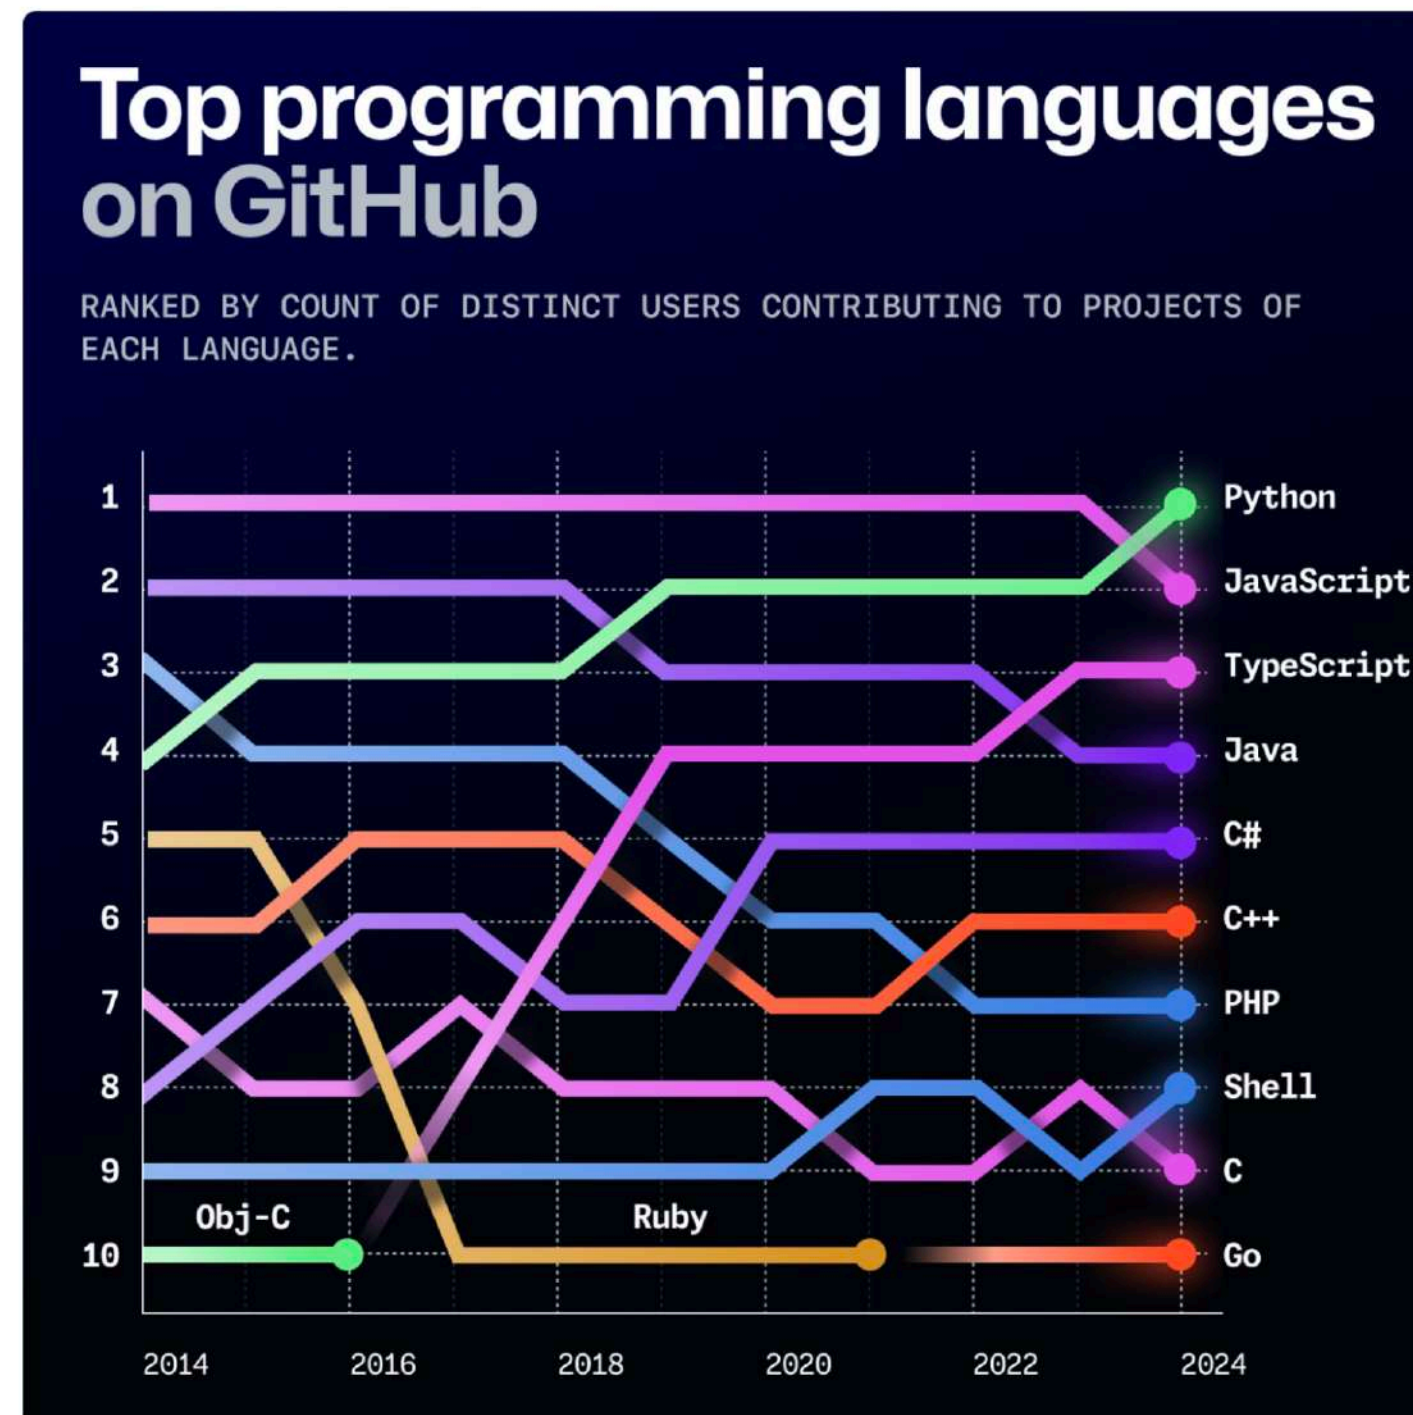 Top programming languages
on GitHub
RANKED BY COUNT OF DISTINCT USERS CONTRIBUTING TO PROJECTS OF
EACH LANGUAGE.
1
2
3
4
5
6
7
8
9
10
Python
JavaScript
TypeScript
Java
C#
C++
PHP
Shell
C
Go
Obj-C
Ruby
2014 2016 2018 2020 2022 2024